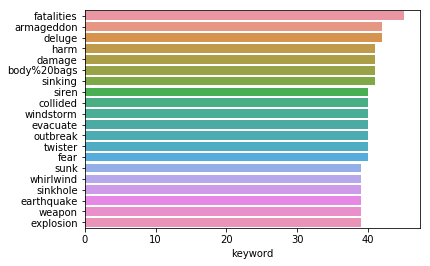 fatalities
armageddon
deluge
harm
damage
body%20bags
sinking
siren
collided
windstorm
evacuate
outbreak
twister
fear
sunk
whirlwind
sinkhole
earthquake
weapon
explosion
0 10 20 30 40
keyword